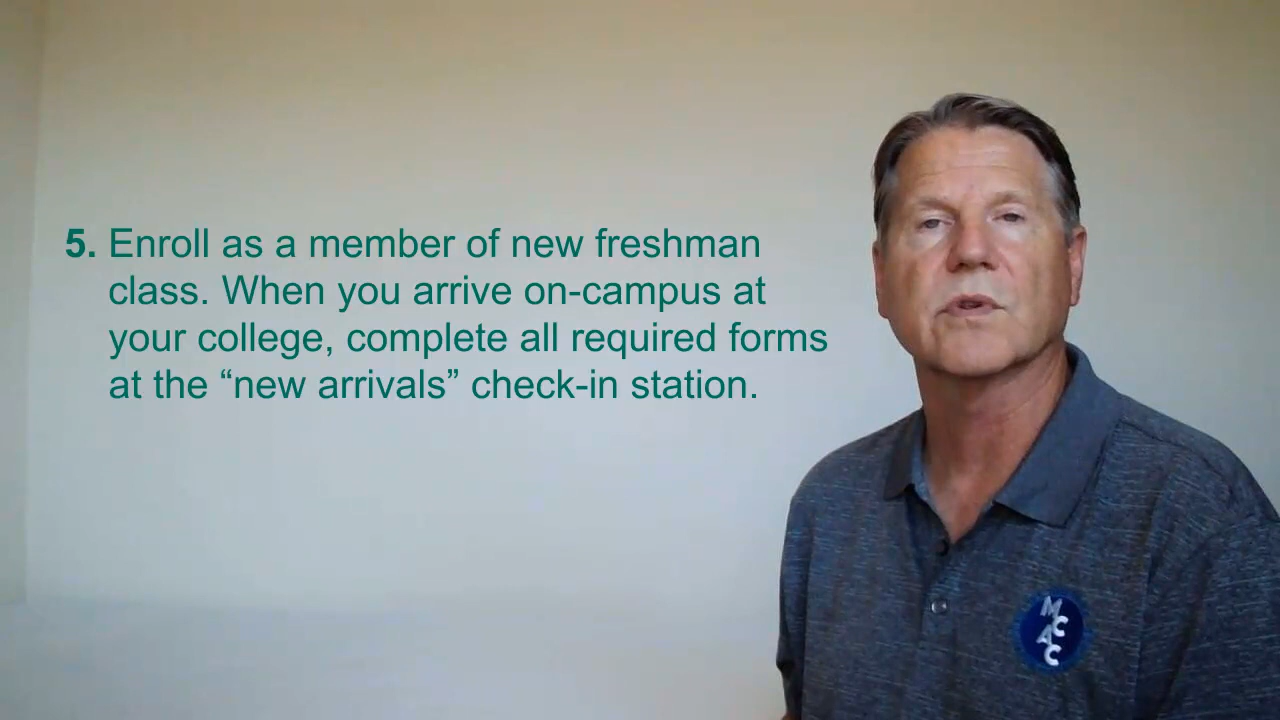 5. Enroll as a member of new freshman
class. When you arrive on-campus at
your college, complete all required forms
at the “new arrivals” check-in station.
MCAC